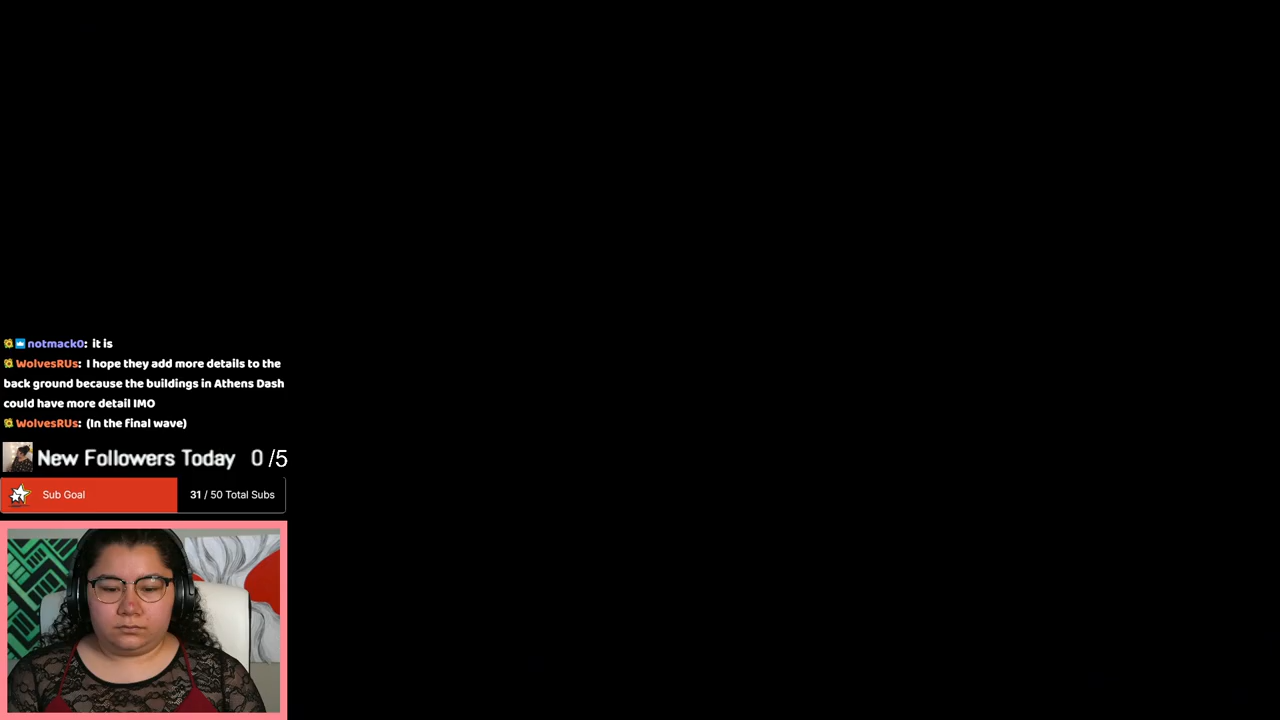 notmack0: it is
WolvesRUs: I hope they add more details to the
back ground because the buildings in Athens Dash
could have more detail IMO
WolvesRUs: (In the final wave)
New Followers Today 0 /5
Sub Goal 31 / 50 Total Subs